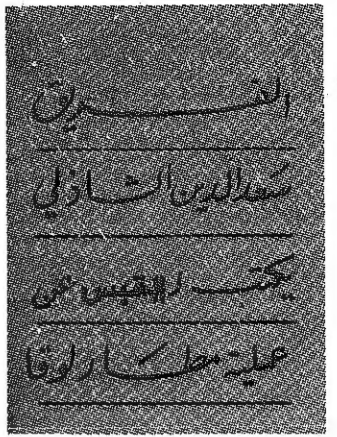 الفريق
سعد الدين الشاذلي
يكتب لـ القبس عن
عملية مطار لارنكا